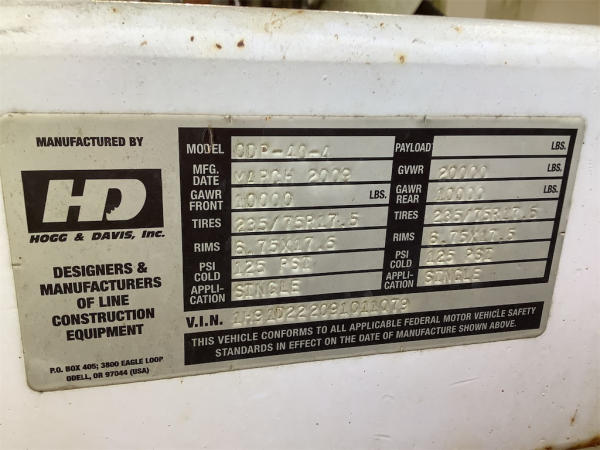 MANUFACTURED BY
HD
HOGG & DAVIS, Inc.
DESIGNERS &
MANUFACTURERS
OF LINE
CONSTRUCTION
EQUIPMENT
P.O. BOX 405; 3800 EAGLE LOOP
ODELL, OR 97044 (USA)
MODEL ODP-40-4 PAYLOAD LBS.
MFG. DATE MARCH 2009 GVWR 20000 LBS.
GAWR FRONT 10000 LBS. GAWR REAR 10000 LBS.
TIRES 235/75R17.5 TIRES 235/75R17.5
RIMS 6.75X17.5 RIMS 6.75X17.5
PSI COLD 125 PSI PSI COLD 125 PSI
APPLI-CATION SINGLE APPLI-CATION SINGLE
V.I.N. 1H91D222091011079
THIS VEHICLE CONFORMS TO ALL APPLICABLE FEDERAL MOTOR VEHICLE SAFETY
STANDARDS IN EFFECT ON THE DATE OF MANUFACTURE SHOWN ABOVE.